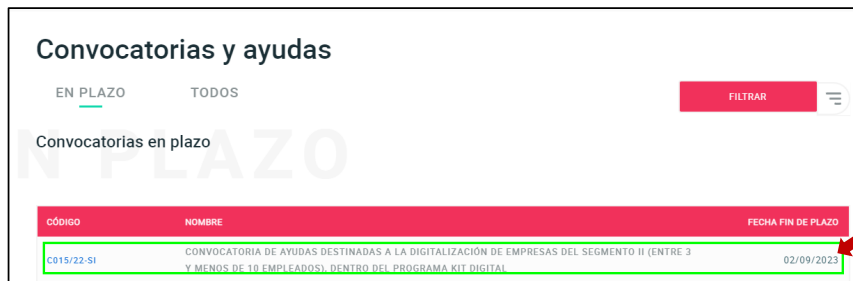 Convocatorias y ayudas
EN PLAZO TODOS
FILTRAR
Convocatorias en plazo
N PLAZO
CÓDIGO NOMBRE FECHA FIN DE PLAZO
C015/22-SI CONVOCATORIA DE AYUDAS DESTINADAS A LA DIGITALIZACIÓN DE EMPRESAS DEL SEGMENTO II (ENTRE 3 02/09/2023
Y MENOS DE 10 EMPLEADOS), DENTRO DEL PROGRAMA KIT DIGITAL